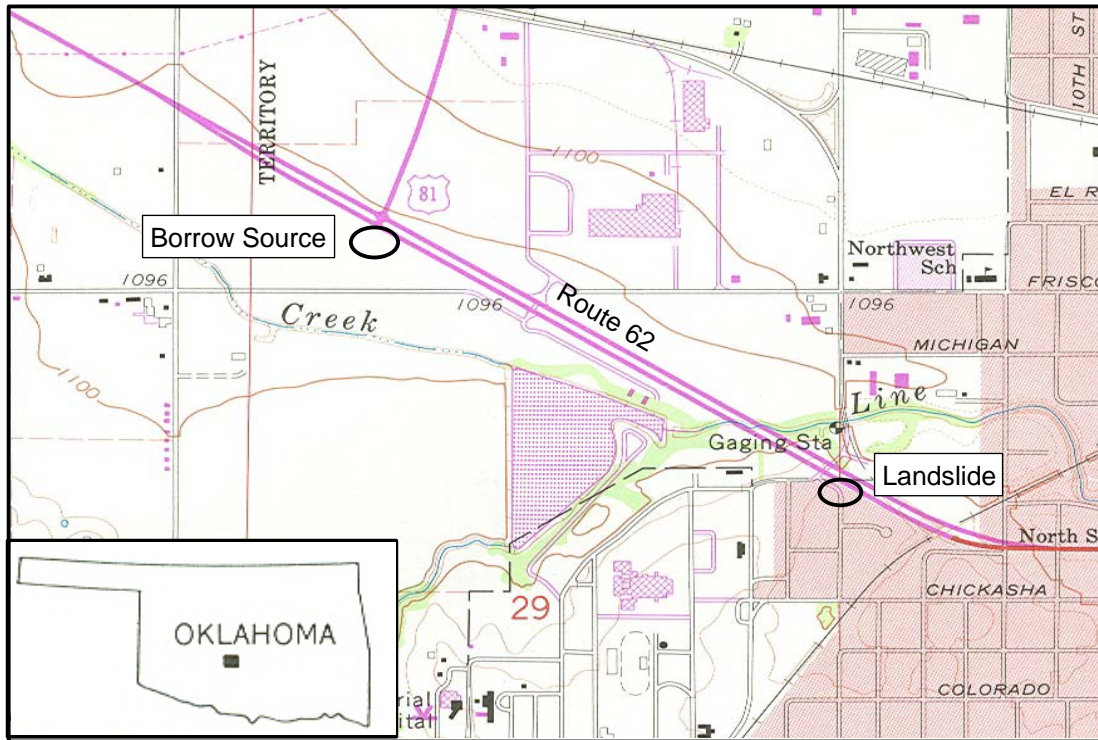 10TH ST
TERRITORY
1100
81
EL R
Borrow Source
Northwest
Sch
1096
1096
1096
FRISCO
Route 62
Creek
MICHIGAN
1100
Line
Gaging Sta
Landslide
North S
29
CHICKASHA
OKLAHOMA
COLORADO
rial
ital